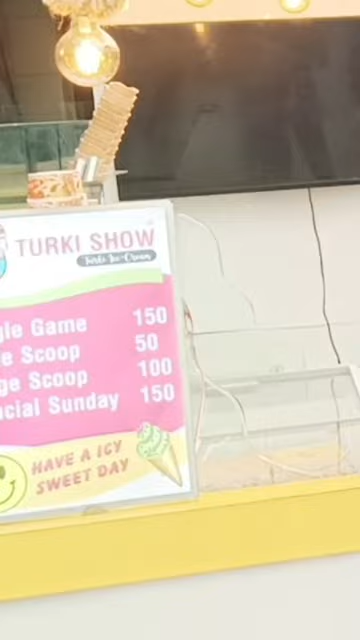 TURKI SHOW
Turki Ice-Cream
gle Game 150
e Scoop 50
ge Scoop 100
cial Sunday 150
HAVE A ICY
SWEET DAY